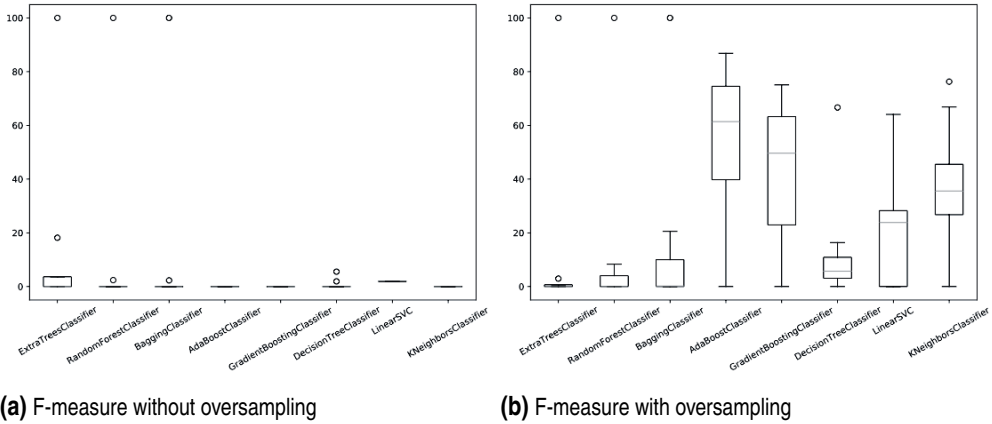 100
80
60
40
20
0
ExtraTreesClassifier
RandomForestClassifier
BaggingClassifier
AdaBoostClassifier
GradientBoostingClassifier
DecisionTreeClassifier
LinearSVC
KNeighborsClassifier
(a) F-measure without oversampling
100
80
60
40
20
0
ExtraTreesClassifier
RandomForestClassifier
BaggingClassifier
AdaBoostClassifier
GradientBoostingClassifier
DecisionTreeClassifier
LinearSVC
KNeighborsClassifier
(b) F-measure with oversampling